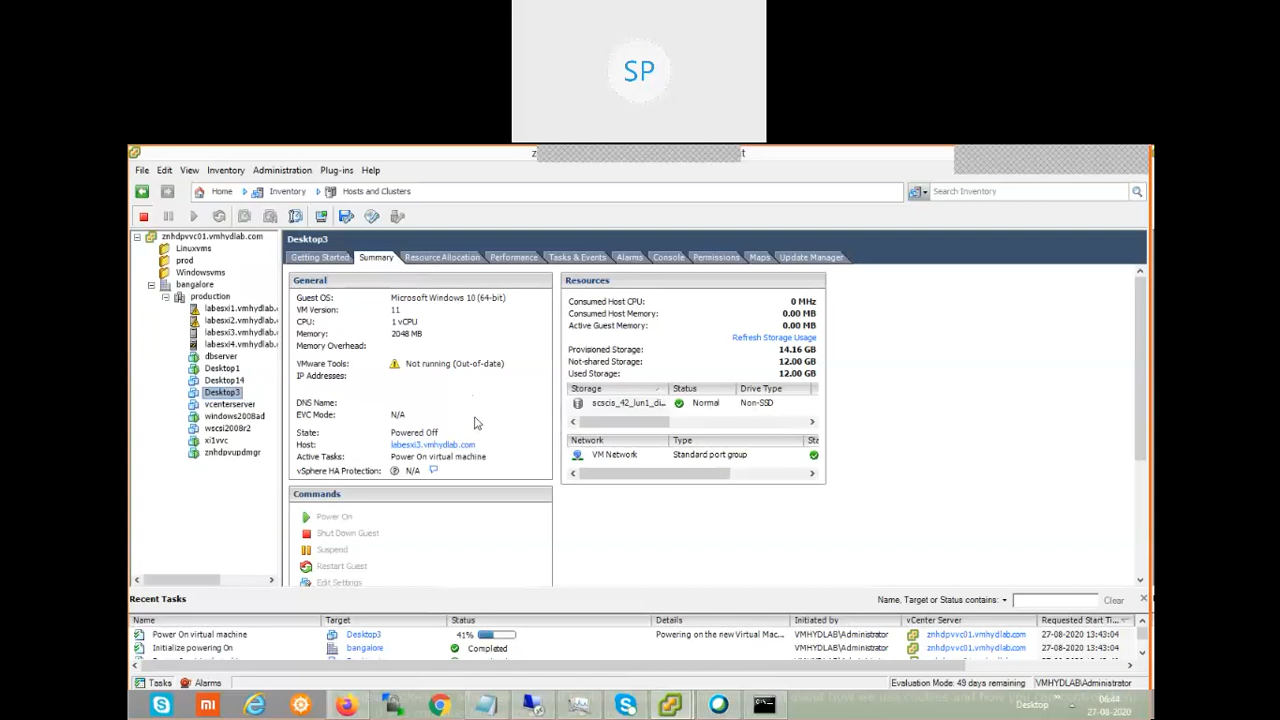 SP
z t
File Edit View Inventory Administration Plug-ins Help
Home Inventory Hosts and Clusters Search Inventory
znhdpvvc01.vmhydlab.com
Linuxvms
prod
Windowsvms
bangalore
production
labesxi1.vmhydlab.
labesxi2.vmhydlab.
labesxi3.vmhydlab.
labesxi4.vmhydlab.
dbserver
Desktop1
Desktop14
Desktop3
vcenterserver
windows2008ad
wscsi2008r2
xi1vvc
znhdpvupdmgr
Desktop3
Getting Started Summary Resource Allocation Performance Tasks & Events Alarms Console Permissions Maps Update Manager
General
Guest OS: Microsoft Windows 10 (64-bit)
VM Version: 11
CPU: 1 vCPU
Memory: 2048 MB
Memory Overhead:
VMware Tools: Not running (Out-of-date)
IP Addresses:
DNS Name:
EVC Mode: N/A
State: Powered Off
Host: labesxi3.vmhydlab.com
Active Tasks: Power On virtual machine
vSphere HA Protection: N/A
Commands
Power On
Shut Down Guest
Suspend
Restart Guest
Edit Settings
Resources
Consumed Host CPU: 0 MHz
Consumed Host Memory: 0.00 MB
Active Guest Memory: 0.00 MB
Refresh Storage Usage
Provisioned Storage: 14.16 GB
Not-shared Storage: 12.00 GB
Used Storage: 12.00 GB
Storage Status Drive Type
scscis_42_lun1_di... Normal Non-SSD
Network Type Sta
VM Network Standard port group
Recent Tasks Name, Target or Status contains: Clear
Name Target Status Details Initiated by vCenter Server Requested Start Ti...
Power On virtual machine Desktop3 41% Powering on the new Virtual Mac... VMHYDLAB\Administrator znhdpvvc01.vmhydlab.com 27-08-2020 13:43:04
Initialize powering On bangalore Completed VMHYDLAB\Administrator znhdpvvc01.vmhydlab.com 27-08-2020 13:43:04
Tasks Alarms Evaluation Mode: 49 days remaining VMHYDLAB\Administrator
Desktop 06:44
27-08-2020